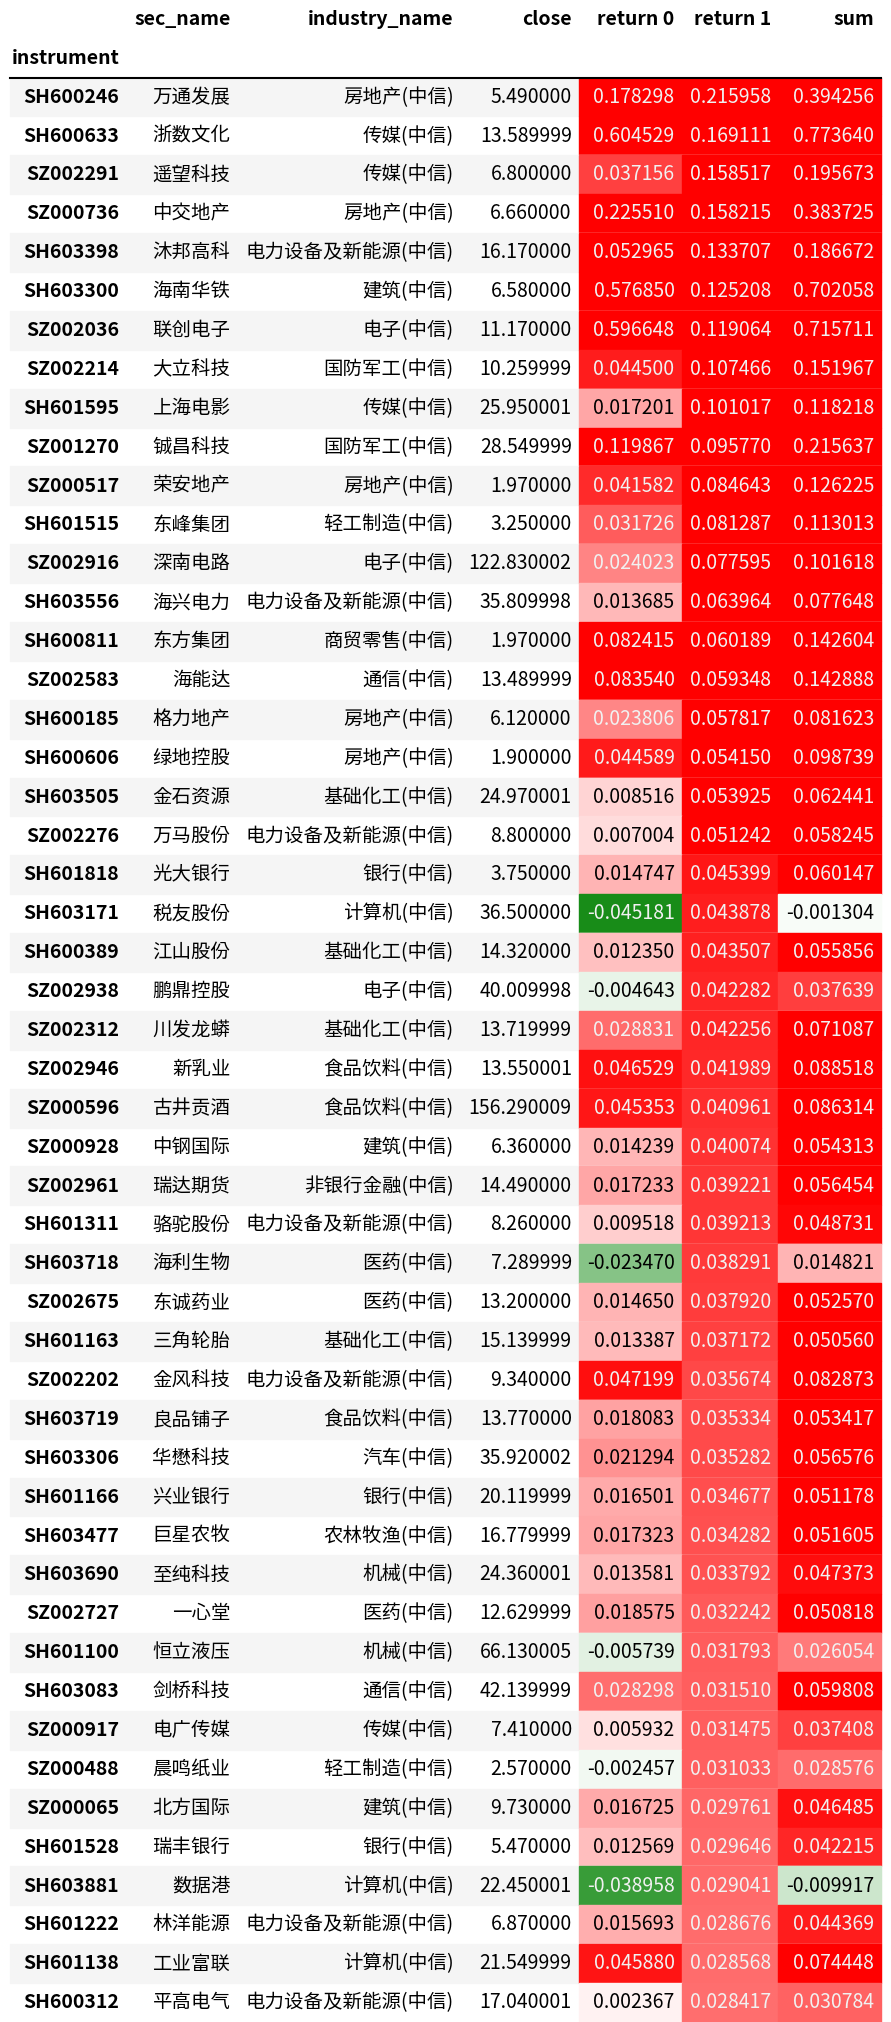 sec_name industry_name close return 0 return 1 sum
instrument
SH600246 万通发展 房地产(中信) 5.490000 0.178298 0.215958 0.394256
SH600633 浙数文化 传媒(中信) 13.589999 0.604529 0.169111 0.773640
SZ002291 遥望科技 传媒(中信) 6.800000 0.037156 0.158517 0.195673
SZ000736 中交地产 房地产(中信) 6.660000 0.225510 0.158215 0.383725
SH603398 沐邦高科 电力设备及新能源(中信) 16.170000 0.052965 0.133707 0.186672
SH603300 海南华铁 建筑(中信) 6.580000 0.576850 0.125208 0.702058
SZ002036 联创电子 电子(中信) 11.170000 0.596648 0.119064 0.715711
SZ002214 大立科技 国防军工(中信) 10.259999 0.044500 0.107466 0.151967
SH601595 上海电影 传媒(中信) 25.950001 0.017201 0.101017 0.118218
SZ001270 铖昌科技 国防军工(中信) 28.549999 0.119867 0.095770 0.215637
SZ000517 荣安地产 房地产(中信) 1.970000 0.041582 0.084643 0.126225
SH601515 东峰集团 轻工制造(中信) 3.250000 0.031726 0.081287 0.113013
SZ002916 深南电路 电子(中信) 122.830002 0.024023 0.077595 0.101618
SH603556 海兴电力 电力设备及新能源(中信) 35.809998 0.013685 0.063964 0.077648
SH600811 东方集团 商贸零售(中信) 1.970000 0.082415 0.060189 0.142604
SZ002583 海能达 通信(中信) 13.489999 0.083540 0.059348 0.142888
SH600185 格力地产 房地产(中信) 6.120000 0.023806 0.057817 0.081623
SH600606 绿地控股 房地产(中信) 1.900000 0.044589 0.054150 0.098739
SH603505 金石资源 基础化工(中信) 24.970001 0.008516 0.053925 0.062441
SZ002276 万马股份 电力设备及新能源(中信) 8.800000 0.007004 0.051242 0.058245
SH601818 光大银行 银行(中信) 3.750000 0.014747 0.045399 0.060147
SH603171 税友股份 计算机(中信) 36.500000 -0.045181 0.043878 -0.001304
SH600389 江山股份 基础化工(中信) 14.320000 0.012350 0.043507 0.055856
SZ002938 鹏鼎控股 电子(中信) 40.009998 -0.004643 0.042282 0.037639
SZ002312 川发龙蟒 基础化工(中信) 13.719999 0.028831 0.042256 0.071087
SZ002946 新乳业 食品饮料(中信) 13.550001 0.046529 0.041989 0.088518
SZ000596 古井贡酒 食品饮料(中信) 156.290009 0.045353 0.040961 0.086314
SZ000928 中钢国际 建筑(中信) 6.360000 0.014239 0.040074 0.054313
SZ002961 瑞达期货 非银行金融(中信) 14.490000 0.017233 0.039221 0.056454
SH601311 骆驼股份 电力设备及新能源(中信) 8.260000 0.009518 0.039213 0.048731
SH603718 海利生物 医药(中信) 7.289999 -0.023470 0.038291 0.014821
SZ002675 东诚药业 医药(中信) 13.200000 0.014650 0.037920 0.052570
SH601163 三角轮胎 基础化工(中信) 15.139999 0.013387 0.037172 0.050560
SZ002202 金风科技 电力设备及新能源(中信) 9.340000 0.047199 0.035674 0.082873
SH603719 良品铺子 食品饮料(中信) 13.770000 0.018083 0.035334 0.053417
SH603306 华懋科技 汽车(中信) 35.920002 0.021294 0.035282 0.056576
SH601166 兴业银行 银行(中信) 20.119999 0.016501 0.034677 0.051178
SH603477 巨星农牧 农林牧渔(中信) 16.779999 0.017323 0.034282 0.051605
SH603690 至纯科技 机械(中信) 24.360001 0.013581 0.033792 0.047373
SZ002727 一心堂 医药(中信) 12.629999 0.018575 0.032242 0.050818
SH601100 恒立液压 机械(中信) 66.130005 -0.005739 0.031793 0.026054
SH603083 剑桥科技 通信(中信) 42.139999 0.028298 0.031510 0.059808
SZ000917 电广传媒 传媒(中信) 7.410000 0.005932 0.031475 0.037408
SZ000488 晨鸣纸业 轻工制造(中信) 2.570000 -0.002457 0.031033 0.028576
SZ000065 北方国际 建筑(中信) 9.730000 0.016725 0.029761 0.046485
SH601528 瑞丰银行 银行(中信) 5.470000 0.012569 0.029646 0.042215
SH603881 数据港 计算机(中信) 22.450001 -0.038958 0.029041 -0.009917
SH601222 林洋能源 电力设备及新能源(中信) 6.870000 0.015693 0.028676 0.044369
SH601138 工业富联 计算机(中信) 21.549999 0.045880 0.028568 0.074448
SH600312 平高电气 电力设备及新能源(中信) 17.040001 0.002367 0.028417 0.030784